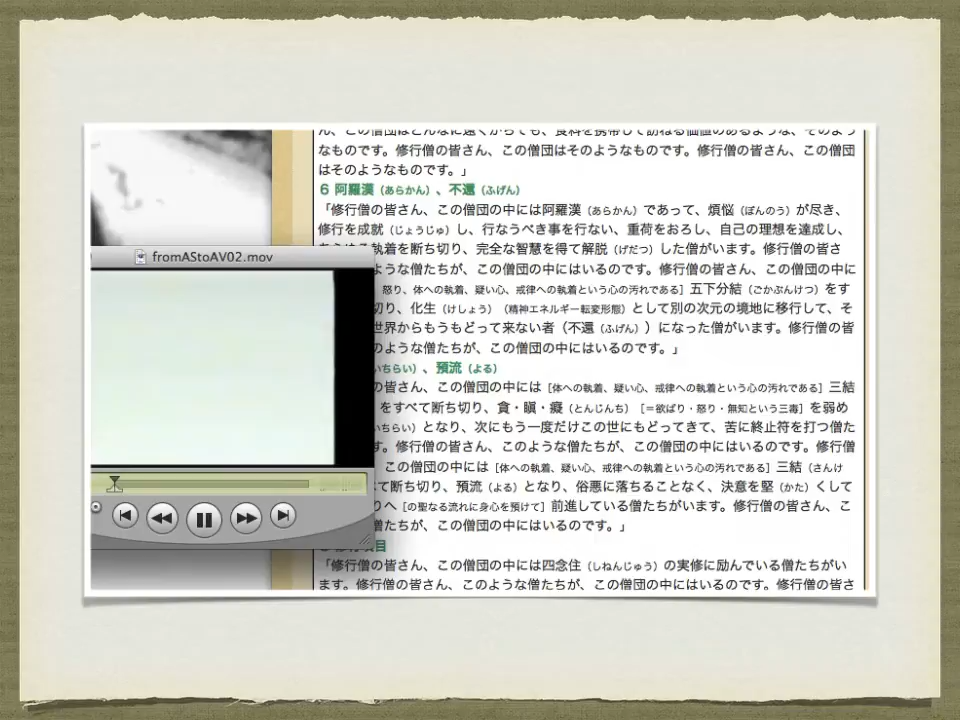 ん、この僧団はどんなに遠くからでも、食料を携帯して訪ねる価値のあるような、そのよう
なものです。修行僧の皆さん、この僧団はそのようなものです。修行僧の皆さん、この僧団
はそのようなものです。」
6 阿羅漢（あらかん）、不還（ふげん）
「修行僧の皆さん、この僧団の中には阿羅漢（あらかん）であって、煩悩（ぼんのう）が尽き、
修行を成就（じょうじゅ）し、行なうべき事を行ない、重荷をおろし、自己の理想を達成し、
執着を断ち切り、完全な智慧を得て解脱（げだつ）した僧がいます。修行僧の皆さ
fromAStoAV02.mov
ような僧たちが、この僧団の中にはいるのです。修行僧の皆さん、この僧団の中に
怒り、体への執着、疑い心、戒律への執着という心の汚れである］五下分結（ごかぶんけつ）をす
切り、化生（けしょう）（精神エネルギー転変形態）として別の次元の境地に移行して、そ
世界からもうもどって来ない者（不還（ふげん））になった僧がいます。修行僧の皆
のような僧たちが、この僧団の中にはいるのです。」
いちらい）、預流（よる）
の皆さん、この僧団の中には［体への執着、疑い心、戒律への執着という心の汚れである］三結
をすべて断ち切り、貪・瞋・癡（とんじんち）［＝欲ばり・怒り・無知という三毒］を弱め
いちらい）となり、次にもう一度だけこの世にもどってきて、苦に終止符を打つ僧た
す。修行僧の皆さん、このような僧たちが、この僧団の中にはいるのです。修行僧
この僧団の中には［体への執着、疑い心、戒律への執着という心の汚れである］三結（さんけ
て断ち切り、預流（よる）となり、俗悪に落ちることなく、決意を堅（かた）くして
りへ［の聖なる流れに身心を預けて］前進している僧たちがいます。修行僧の皆さん、こ
僧たちが、この僧団の中にはいるのです。」
目
「修行僧の皆さん、この僧団の中には四念住（しねんじゅう）の実修に励んでいる僧たちがい
ます。修行僧の皆さん、このような僧たちが、この僧団の中にはいるのです。修行僧の皆さ